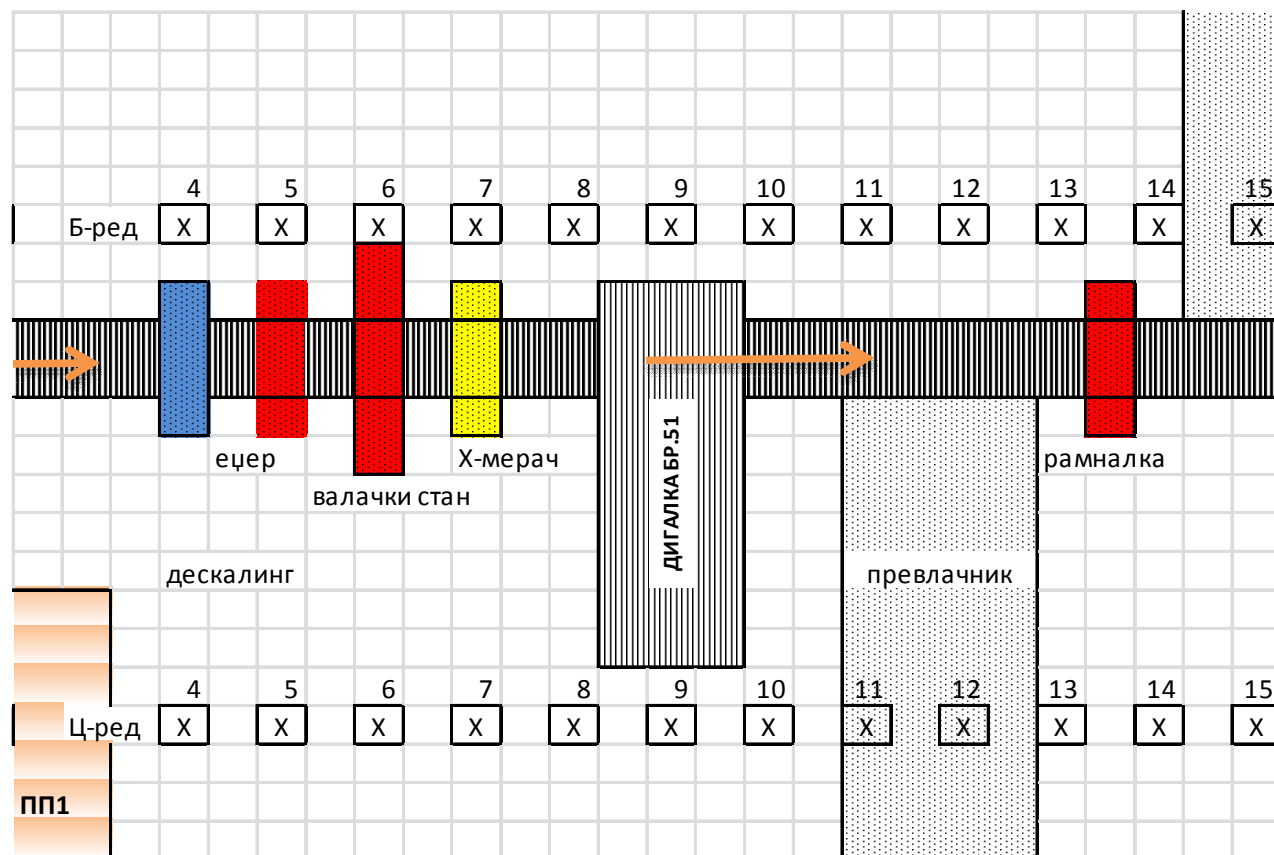 4 5 6 7 8 9 10 11 12 13 14 15
Б-ред X X X X X X X X X X X X
еџер Х-мерач рамналка
валачки стан
ДИГАЛКА БР.51
дескалинг превлачник
4 5 6 7 8 9 10 11 12 13 14 15
Ц-ред X X X X X X X X X X X X
ПП1